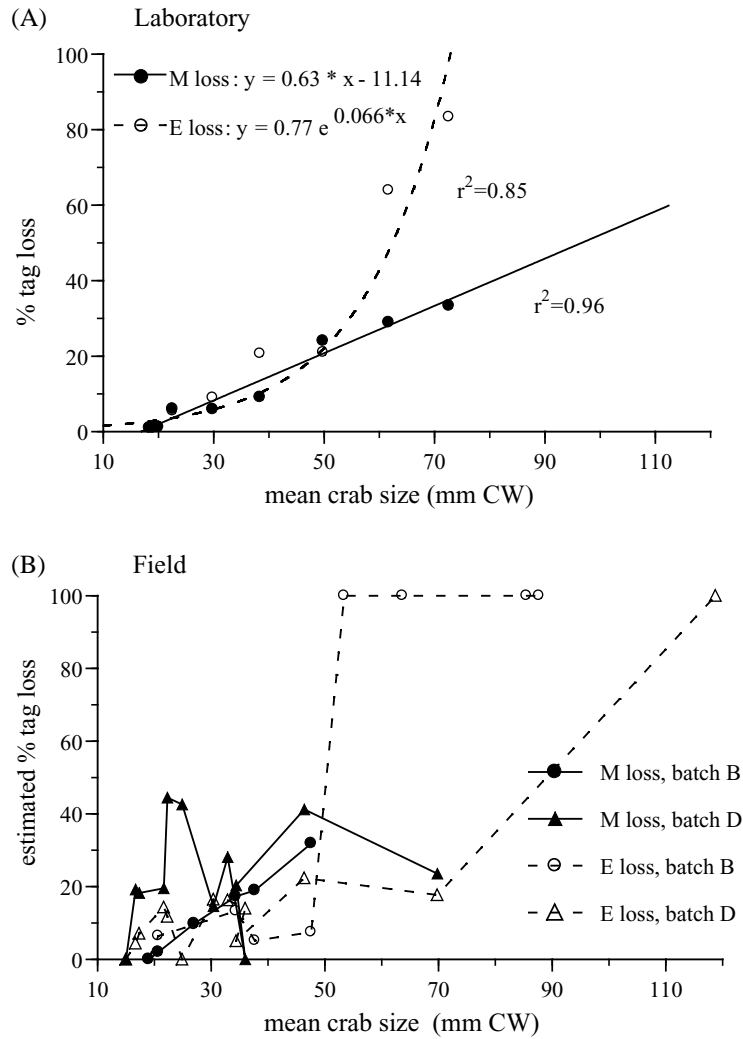 (A) Laboratory
100
80
60
40
20
0
% tag loss
M loss: y = 0.63 * x - 11.14
E loss: y = 0.77 e 0.066*x
r2=0.85
r2=0.96
10 30 50 70 90 110
mean crab size (mm CW)
(B) Field
100
80
60
40
20
0
estimated % tag loss
M loss, batch B
M loss, batch D
E loss, batch B
E loss, batch D
10 30 50 70 90 110
mean crab size (mm CW)